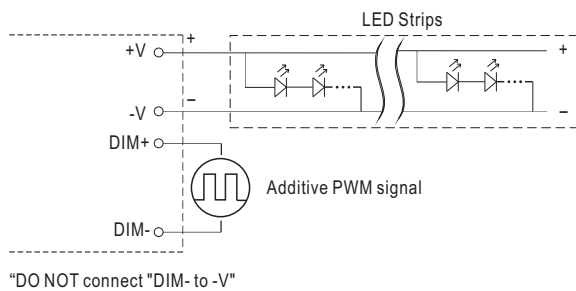 LED Strips
+V
+
+
-V
−
−
DIM+
Additive PWM signal
DIM-
“DO NOT connect "DIM- to -V"